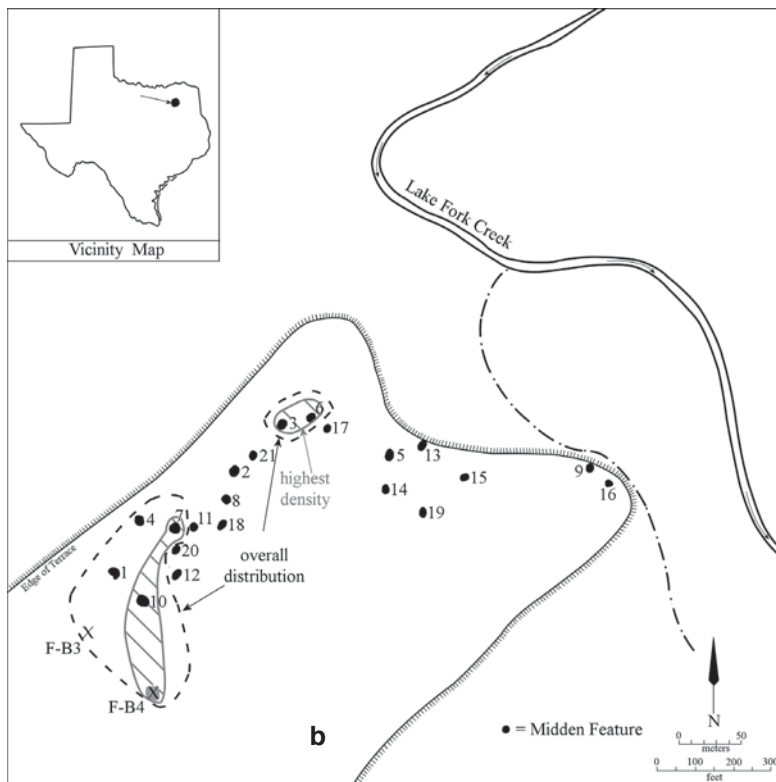 Vicinity Map
Lake Fork Creek
6
3
17
highest
density
21
2
8
18
5
13
14
15
19
9
16
4
7
11
20
overall
distribution
1
12
10
Edge of Terrace
X
F-B3
X
F-B4
b
● = Midden Feature
N
0 50
meters
0 100 200 300
feet